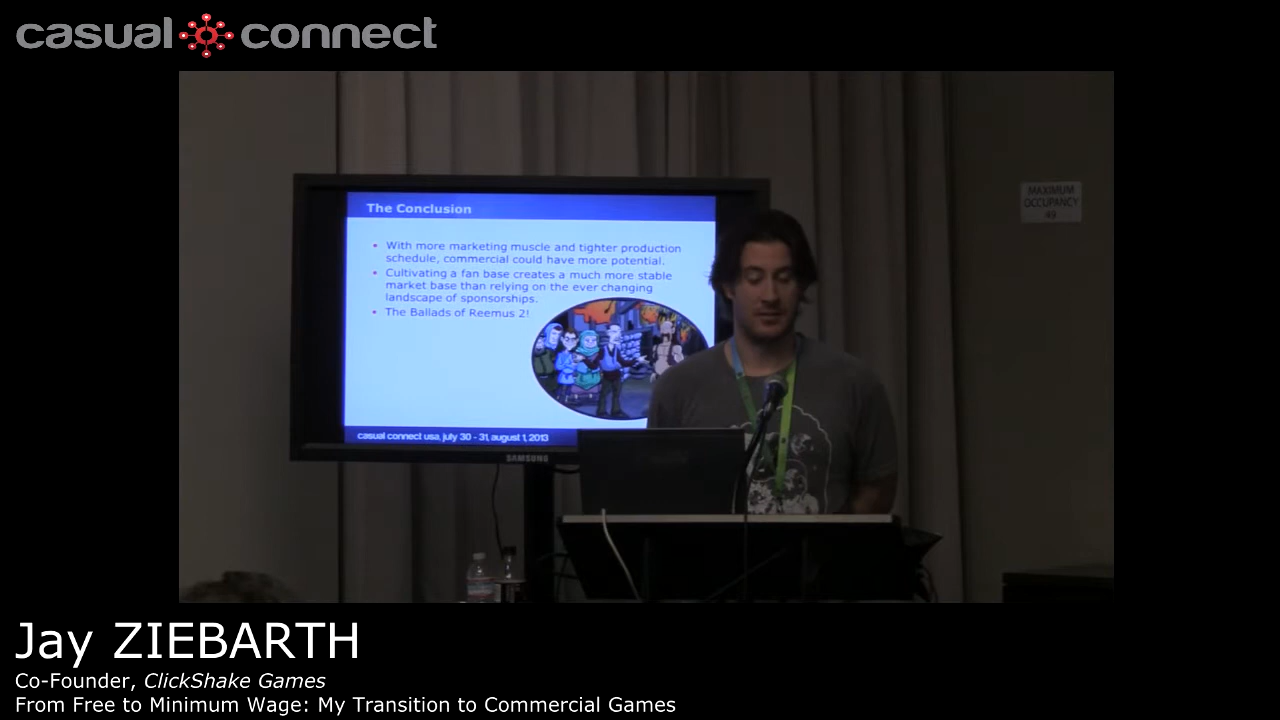 casual connect
MAXIMUM
OCCUPANCY
49
The Conclusion
• With more marketing muscle and tighter production
schedule, commercial could have more potential.
• Cultivating a fan base creates a much more stable
market base than relying on the ever changing
landscape of sponsorships.
• The Ballads of Reemus 2!
casual connect usa, july 30 - 31, august 1, 2013
SAMSUNG
Jay ZIEBARTH
Co-Founder, ClickShake Games
From Free to Minimum Wage: My Transition to Commercial Games